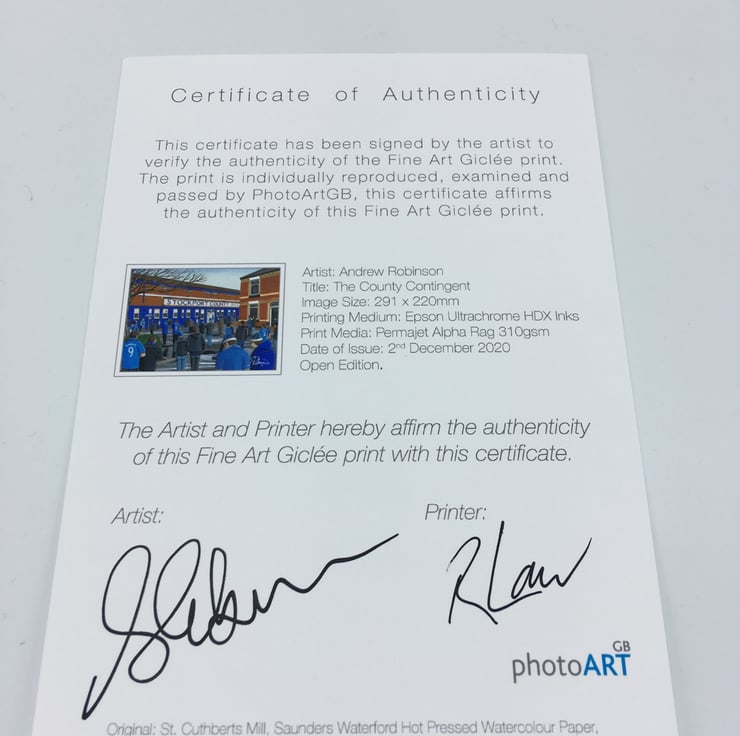 Certificate of Authenticity
This certificate has been signed by the artist to
verify the authenticity of the Fine Art Giclée print.
The print is individually reproduced, examined and
passed by PhotoArtGB, this certificate affirms
the authenticity of this Fine Art Giclée print.
STOCKPORT COUNTY
9
Artist: Andrew Robinson
Title: The County Contingent
Image Size: 291 x 220mm
Printing Medium: Epson Ultrachrome HDX Inks
Print Media: Permajet Alpha Rag 310gsm
Date of Issue: 2nd December 2020
Open Edition.
The Artist and Printer hereby affirm the authenticity
of this Fine Art Giclée print with this certificate.
Artist:
Printer:
R Law
photoART GB
Original: St. Cuthberts Mill, Saunders Waterford Hot Pressed Watercolour Paper,